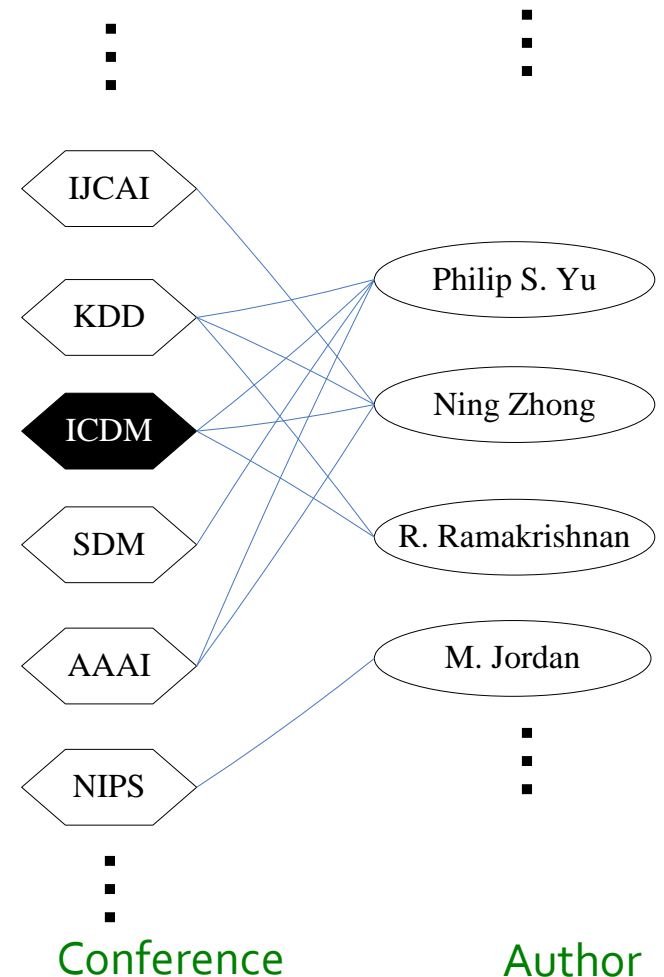 IJCAI
KDD
ICDM
SDM
AAAI
NIPS
Conference
Philip S. Yu
Ning Zhong
R. Ramakrishnan
M. Jordan
Author